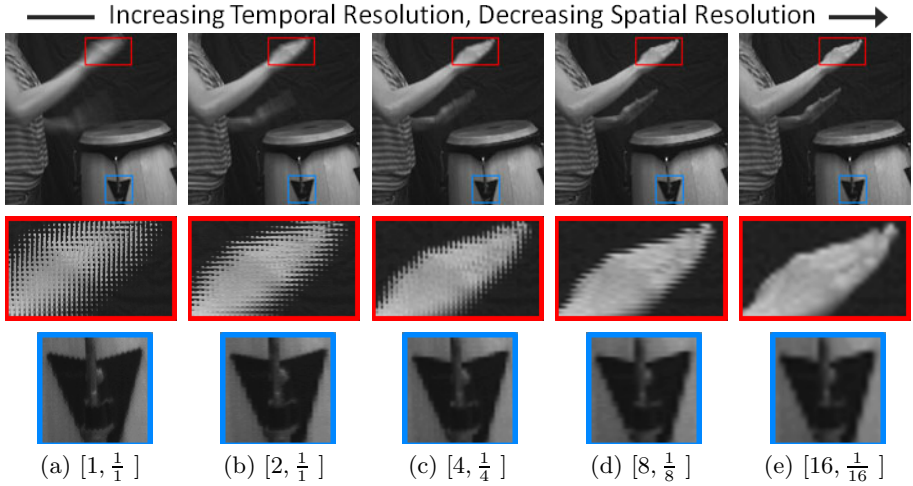 Increasing Temporal Resolution, Decreasing Spatial Resolution
(a) [1, 1/1 ] (b) [2, 1/1 ] (c) [4, 1/4 ] (d) [8, 1/8 ] (e) [16, 1/16 ]